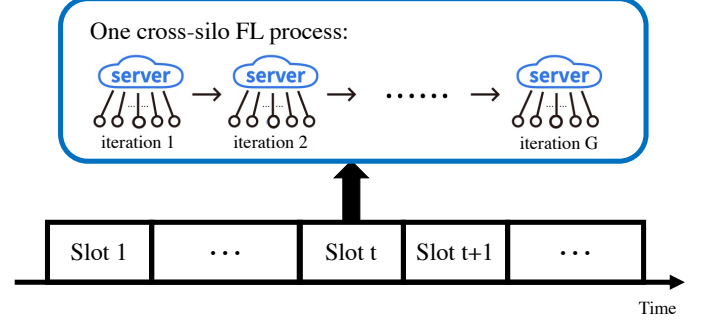 One cross-silo FL process:
server server ...... server
...... ...... ......
iteration 1 iteration 2 iteration G
Slot 1 ... Slot t Slot t+1 ...
Time